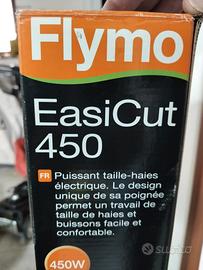 Flymo
EasiCut
450
FR Puissant taille-haies
électrique. Le design
unique de sa poignée
permet un travail de
taille de haies et
buissons facile et
confortable.
450W
SUBITO